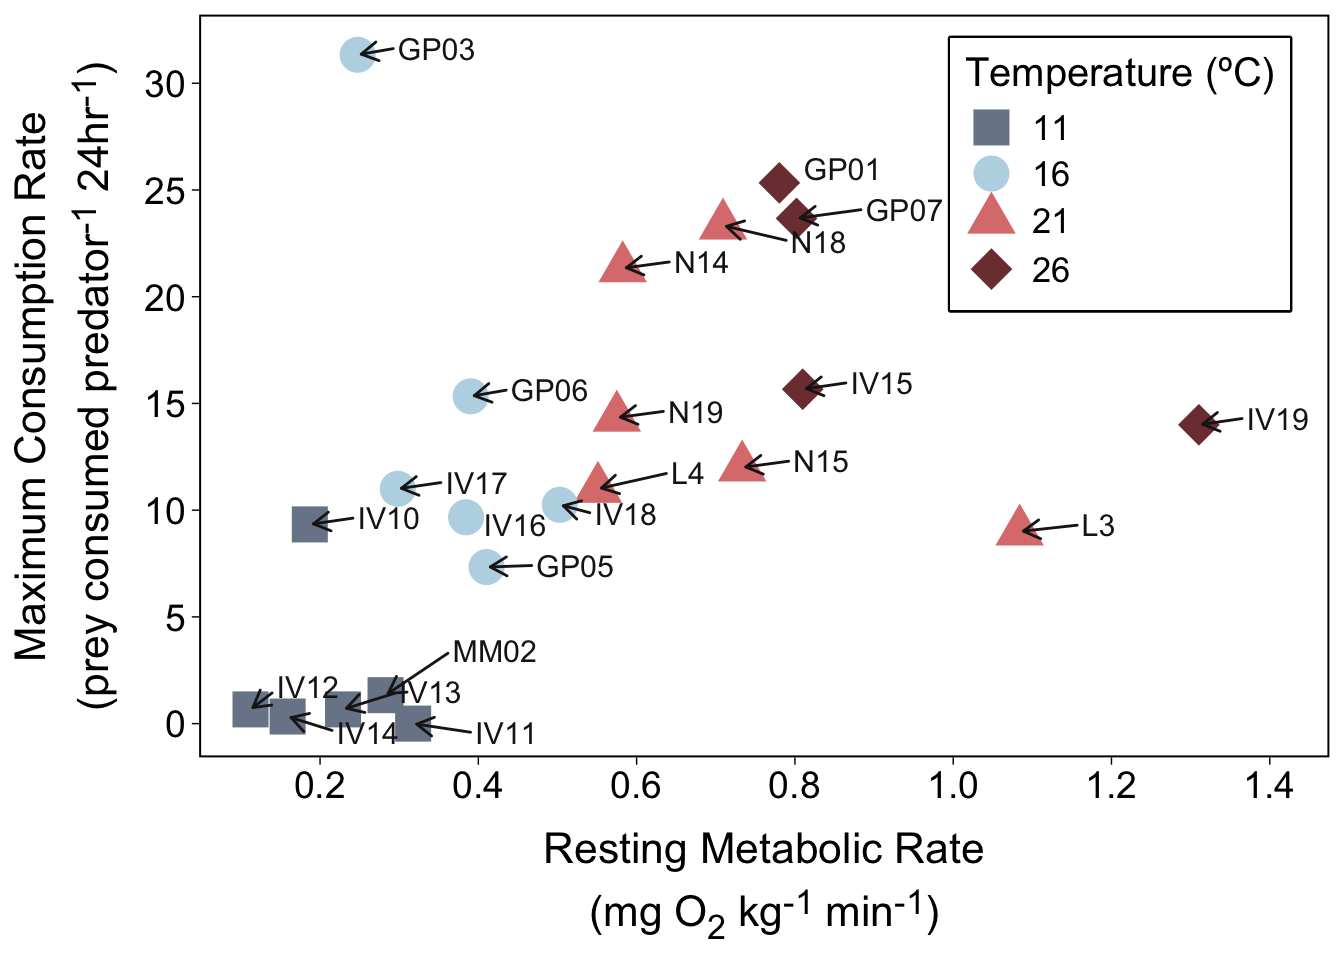 Maximum Consumption Rate
(prey consumed predator⁻¹ 24hr⁻¹)
30
25
20
15
10
5
0
GP03
GP01
GP07
N18
N14
GP06
N19
IV15
IV19
N15
L4
IV17
IV18
IV10
IV16
L3
GP05
MM02
IV12
IV13
IV14
IV11
Temperature (ºC)
11
16
21
26
0.2
0.4
0.6
0.8
1.0
1.2
1.4
Resting Metabolic Rate
(mg O₂ kg⁻¹ min⁻¹)